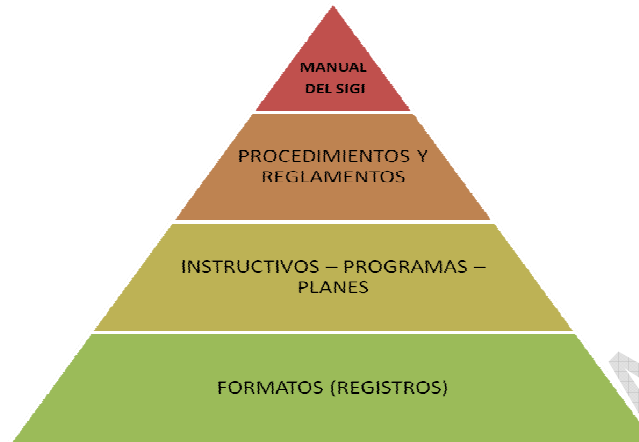 MANUAL
DEL SIGI
PROCEDIMIENTOS Y
REGLAMENTOS
INSTRUCTIVOS – PROGRAMAS –
PLANES
FORMATOS (REGISTROS)